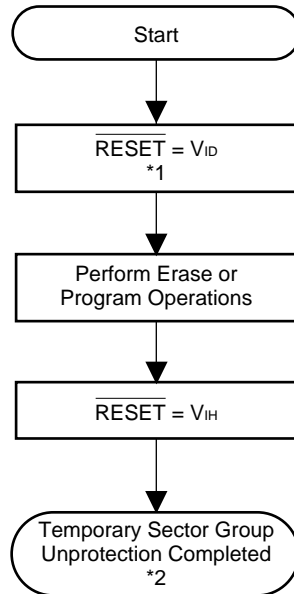 Start
RESET = VID
*1
Perform Erase or
Program Operations
RESET = VIH
Temporary Sector Group
Unprotection Completed
*2